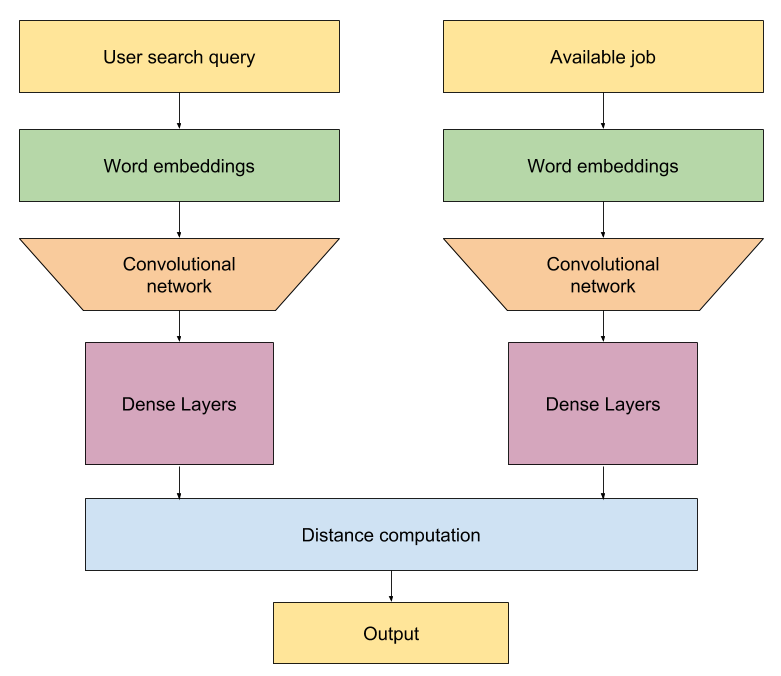 User search query
Available job
Word embeddings
Word embeddings
Convolutional
network
Convolutional
network
Dense Layers
Dense Layers
Distance computation
Output